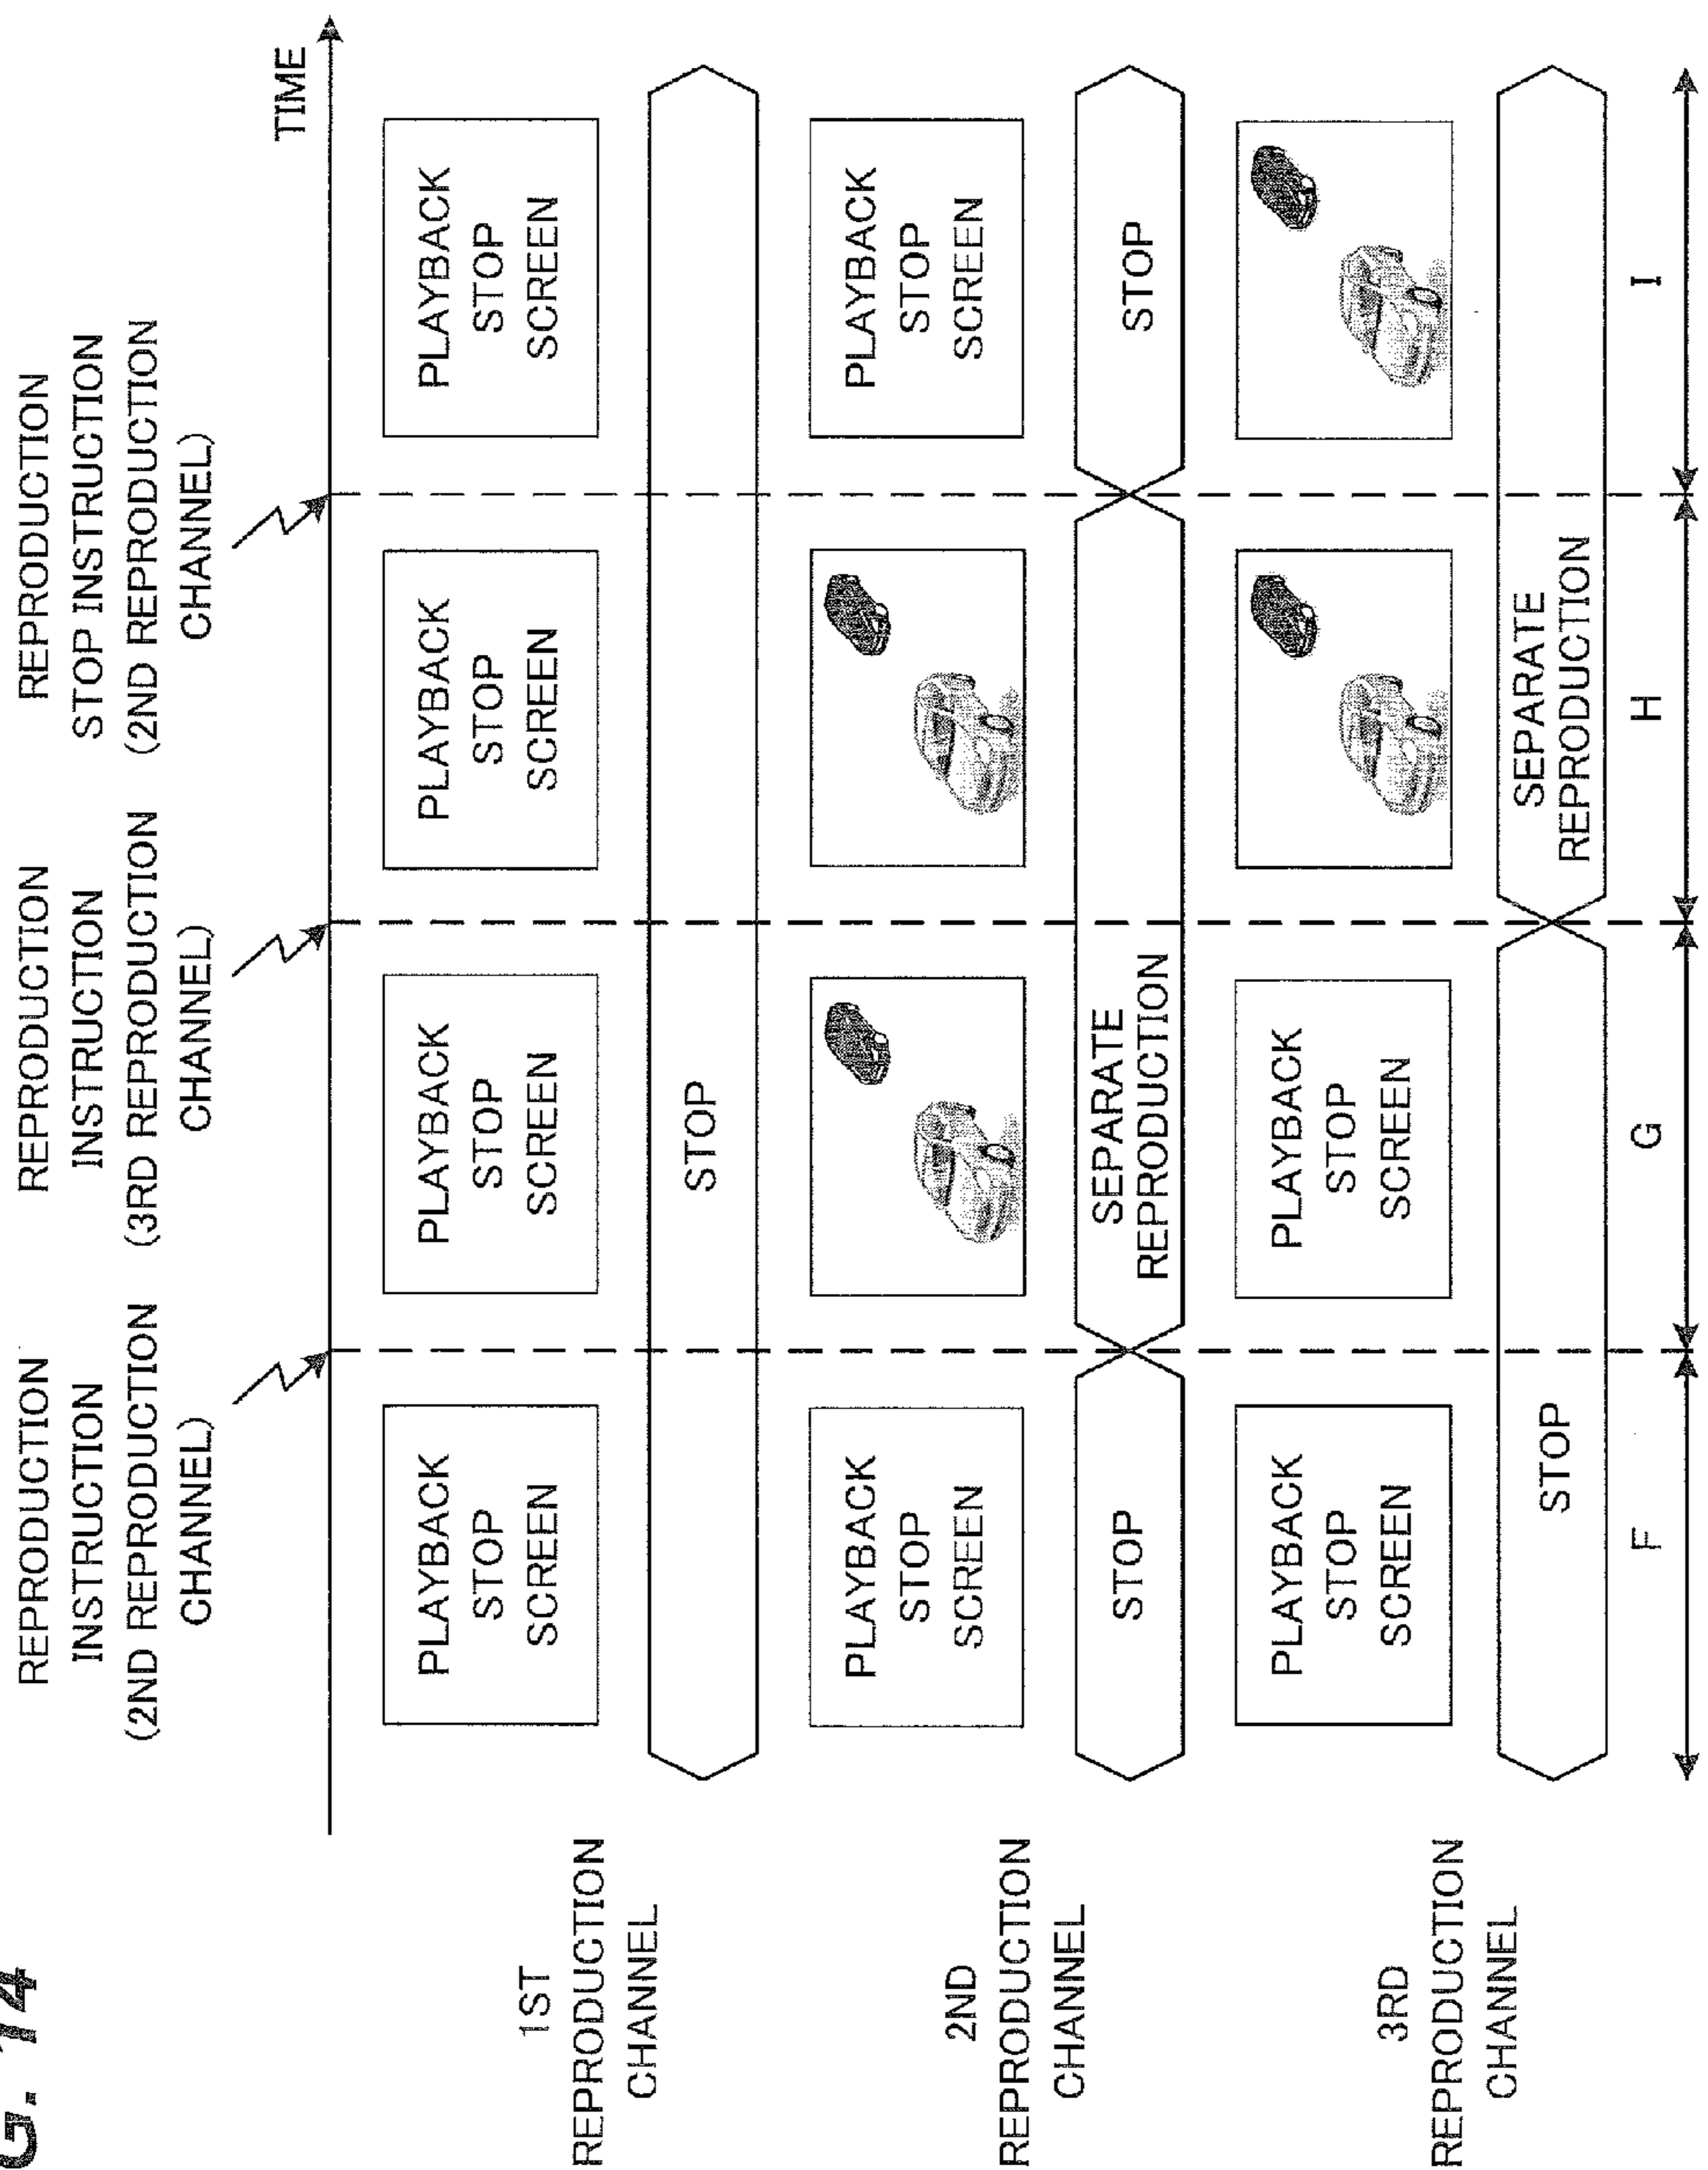 G. 14
REPRODUCTION
INSTRUCTION
(2ND REPRODUCTION
CHANNEL)
REPRODUCTION
INSTRUCTION
(3RD REPRODUCTION
CHANNEL)
REPRODUCTION
STOP INSTRUCTION
(2ND REPRODUCTION
CHANNEL)
TIME
1ST
REPRODUCTION
CHANNEL
PLAYBACK
STOP
SCREEN
PLAYBACK
STOP
SCREEN
PLAYBACK
STOP
SCREEN
PLAYBACK
STOP
SCREEN
STOP
2ND
REPRODUCTION
CHANNEL
PLAYBACK
STOP
SCREEN
PLAYBACK
STOP
SCREEN
STOP
SEPARATE
REPRODUCTION
STOP
3RD
REPRODUCTION
CHANNEL
PLAYBACK
STOP
SCREEN
PLAYBACK
STOP
SCREEN
STOP
SEPARATE
REPRODUCTION
F
G
H
I